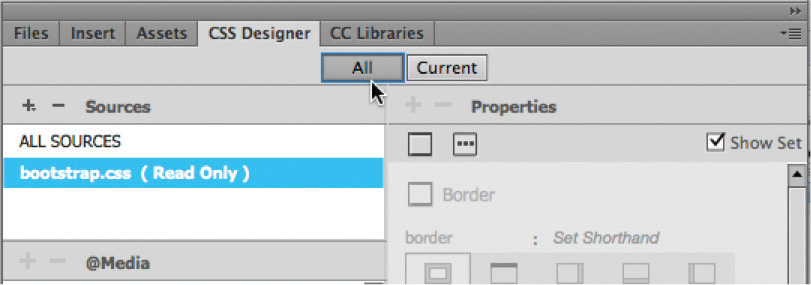 Files Insert Assets CSS Designer CC Libraries
All Current
Sources
Properties
ALL SOURCES
Show Set
bootstrap.css ( Read Only )
Border
border : Set Shorthand
@Media